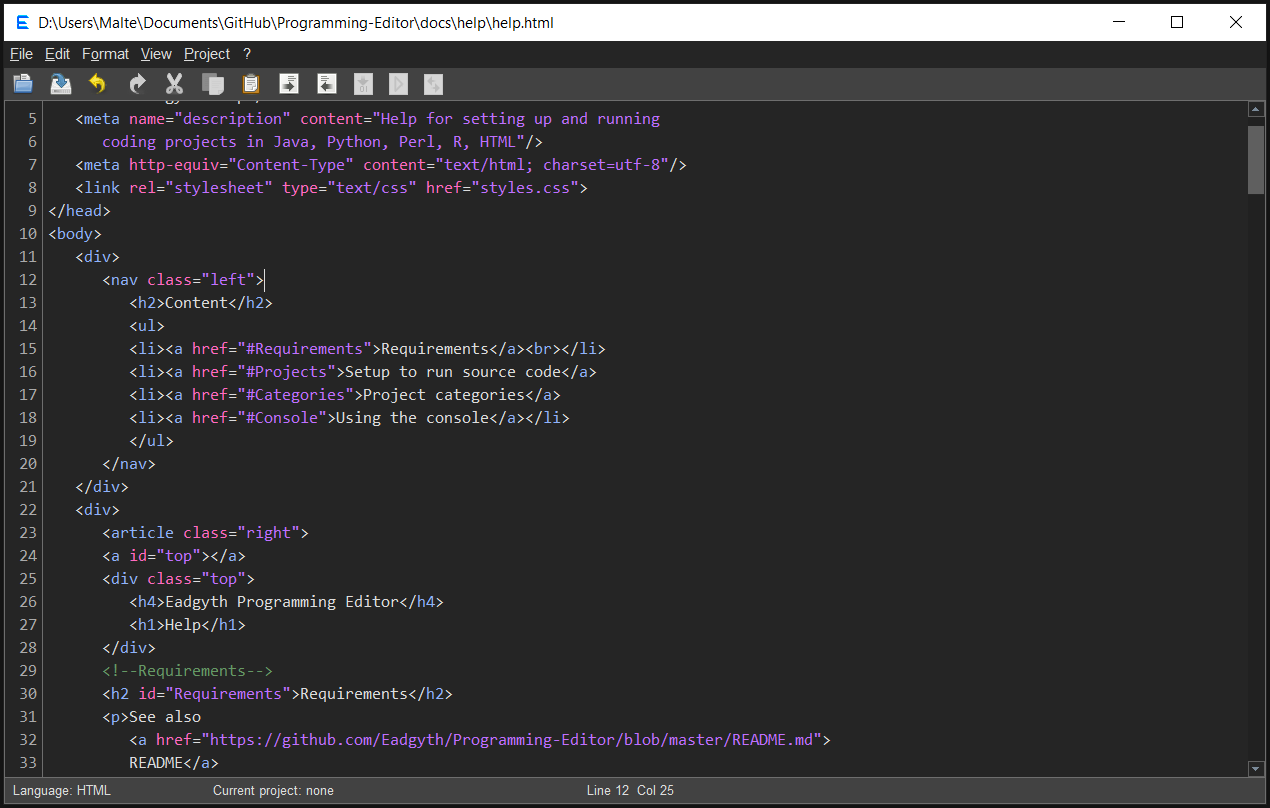 E D:\Users\Malte\Documents\GitHub\Programming-Editor\docs\help\help.html
File Edit Format View Project ?
5 <meta name="description" content="Help for setting up and running
6 coding projects in Java, Python, Perl, R, HTML"/>
7 <meta http-equiv="Content-Type" content="text/html; charset=utf-8"/>
8 <link rel="stylesheet" type="text/css" href="styles.css">
9 </head>
10 <body>
11 <div>
12 <nav class="left">
13 <h2>Content</h2>
14 <ul>
15 <li><a href="#Requirements">Requirements</a><br></li>
16 <li><a href="#Projects">Setup to run source code</a>
17 <li><a href="#Categories">Project categories</a>
18 <li><a href="#Console">Using the console</a></li>
19 </ul>
20 </nav>
21 </div>
22 <div>
23 <article class="right">
24 <a id="top"></a>
25 <div class="top">
26 <h4>Eadgyth Programming Editor</h4>
27 <h1>Help</h1>
28 </div>
29 <!--Requirements-->
30 <h2 id="Requirements">Requirements</h2>
31 <p>See also
32 <a href="https://github.com/Eadgyth/Programming-Editor/blob/master/README.md">
33 README</a>
Language: HTML Current project: none Line 12 Col 25